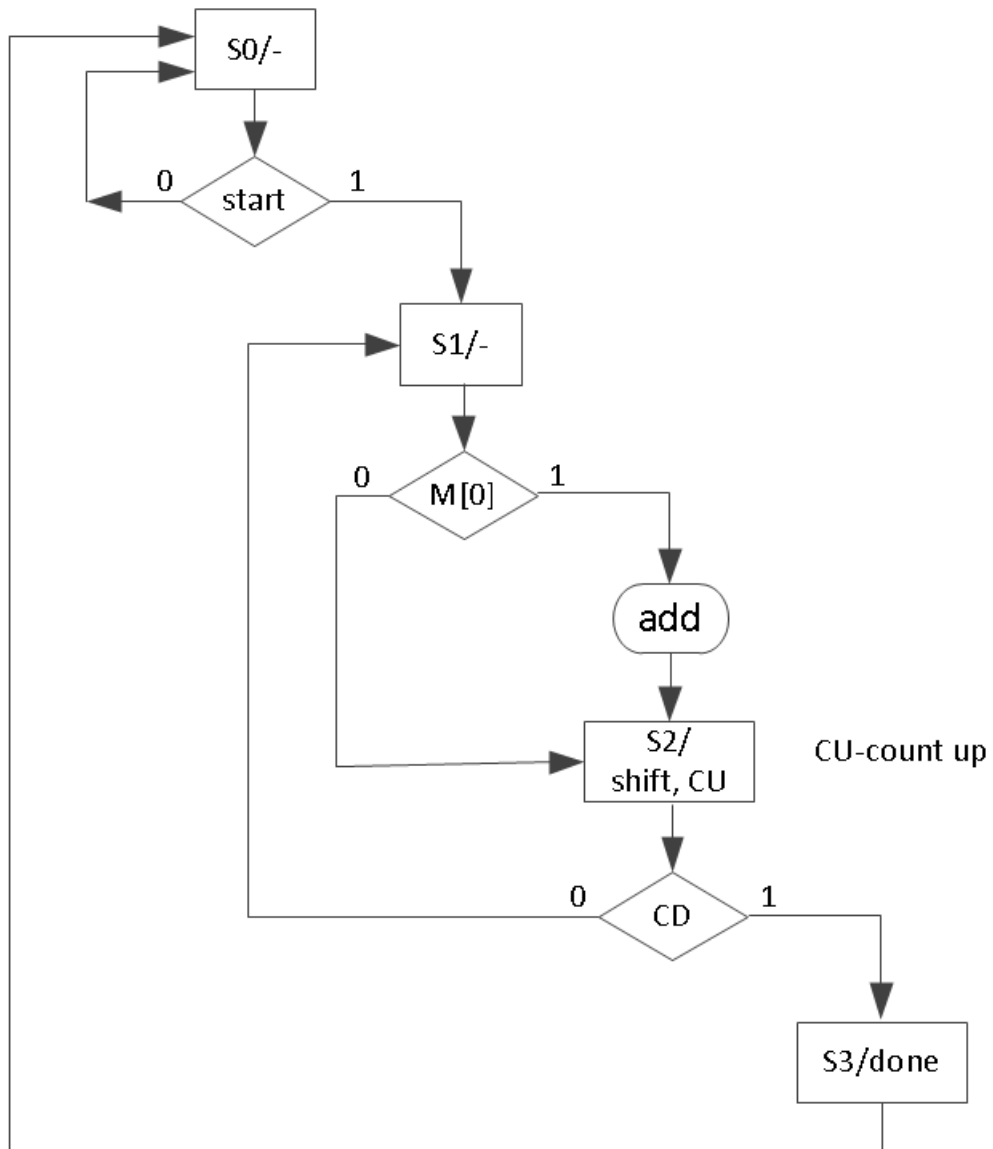 S0/-
0
start
1
S1/-
0
M[0]
1
add
S2/
shift, CU
CU-count up
0
CD
1
S3/done